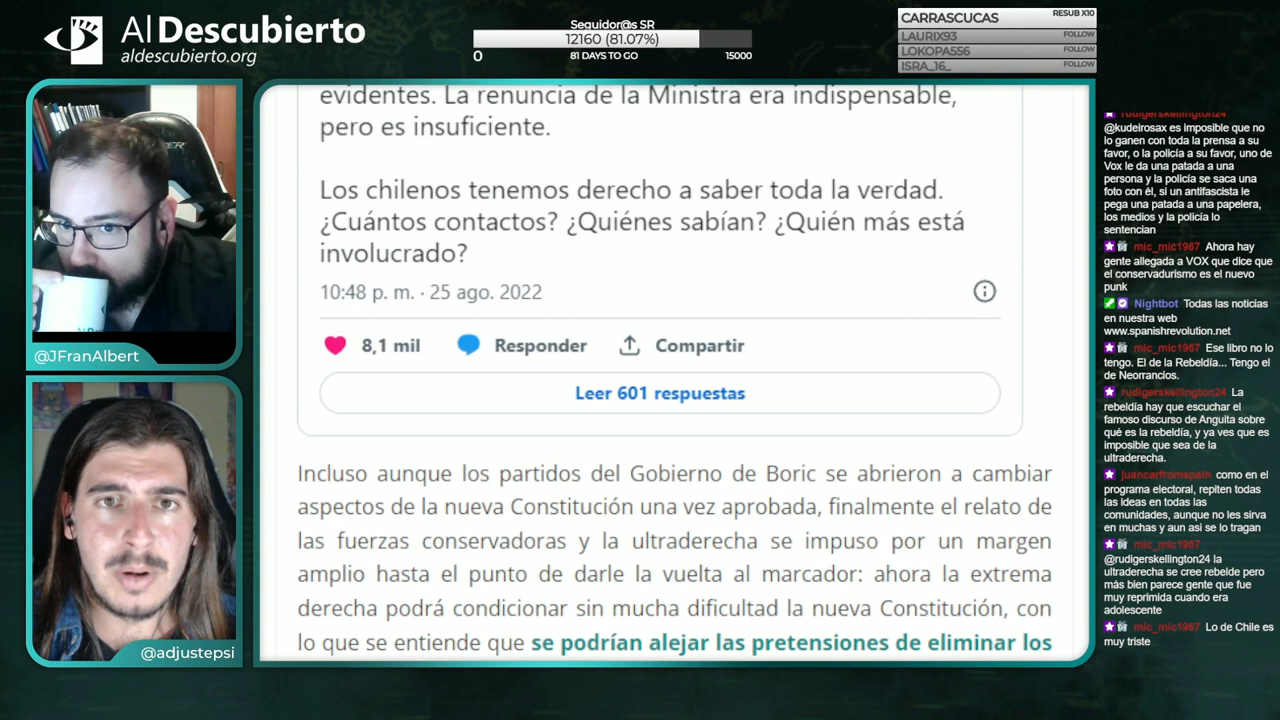 Al Descubierto
aldescubierto.org
Seguidor@s SR
12160 (81.07%)
0
81 DAYS TO GO
15000
CARRASCUCAS
RESUB X10
LAURIX93
FOLLOW
LOKOPA556
FOLLOW
ISRA_16_
FOLLOW
@JFranAlbert
@adjustepsi
evidentes. La renuncia de la Ministra era indispensable,
pero es insuficiente.
Los chilenos tenemos derecho a saber toda la verdad.
¿Cuántos contactos? ¿Quiénes sabían? ¿Quién más está
involucrado?
10:48 p. m. · 25 ago. 2022
8,1 mil
Responder
Compartir
Leer 601 respuestas
Incluso aunque los partidos del Gobierno de Boric se abrieron a cambiar
aspectos de la nueva Constitución una vez aprobada, finalmente el relato de
las fuerzas conservadoras y la ultraderecha se impuso por un margen
amplio hasta el punto de darle la vuelta al marcador: ahora la extrema
derecha podrá condicionar sin mucha dificultad la nueva Constitución, con
lo que se entiende que se podrían alejar las pretensiones de eliminar los
rudigerskellington24
@kudeirosax es imposible que no
lo ganen con toda la prensa a su
favor, o la policía a su favor, uno de
Vox le da una patada a una
persona y la policía se saca una
foto con él, si un antifascista le
pega una patada a una papelera,
los medios y la policía lo
sentencian
mic_mic1967 Ahora hay
gente allegada a VOX que dice que
el conservadurismo es el nuevo
punk
Nightbot Todas las noticias
en nuestra web
www.spanishrevolution.net
mic_mic1967 Ese libro no lo
tengo. El de la Rebeldía... Tengo el
de Neorrancios.
rudigerskellington24 La
rebeldía hay que escuchar el
famoso discurso de Anguita sobre
qué es la rebeldía, y ya ves que es
imposible que sea de la
ultraderecha.
juancarfromspain como en el
programa electoral, repiten todas
las ideas en todas las
comunidades, aunque no les sirva
en muchas y aun asi se lo tragan
mic_mic1967
@rudigerskellington24 la
ultraderecha se cree rebelde pero
más bien parece gente que fue
muy reprimida cuando era
adolescente
mic_mic1967 Lo de Chile es
muy triste